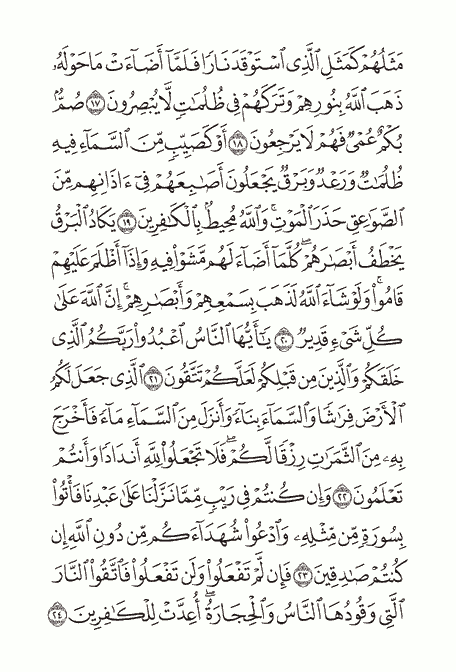 مَثَلُهُمْ كَمَثَلِ ٱلَّذِى ٱسْتَوْقَدَ نَارًا فَلَمَّآ أَضَآءَتْ مَا حَوْلَهُۥ
ذَهَبَ ٱللَّهُ بِنُورِهِمْ وَتَرَكَهُمْ فِى ظُلُمَـٰتٍ لَّا يُبْصِرُونَ ١٧ صُمٌّۢ
بُكْمٌ عُمْىٌ فَهُمْ لَا يَرْجِعُونَ ١٨ أَوْ كَصَيِّبٍ مِّنَ ٱلسَّمَآءِ فِيهِ
ظُلُمَـٰتٌ وَرَعْدٌ وَبَرْقٌ يَجْعَلُونَ أَصَـٰبِعَهُمْ فِىٓ ءَاذَانِهِم مِّنَ
ٱلصَّوَٰعِقِ حَذَرَ ٱلْمَوْتِ ۚ وَٱللَّهُ مُحِيطٌۢ بِٱلْكَـٰفِرِينَ ١٩ يَكَادُ ٱلْبَرْقُ
يَخْطَفُ أَبْصَـٰرَهُمْ ۖ كُلَّمَآ أَضَآءَ لَهُم مَّشَوْا۟ فِيهِ وَإِذَآ أَظْلَمَ عَلَيْهِمْ
قَامُوا۟ ۚ وَلَوْ شَآءَ ٱللَّهُ لَذَهَبَ بِسَمْعِهِمْ وَأَبْصَـٰرِهِمْ ۚ إِنَّ ٱللَّهَ عَلَىٰ
كُلِّ شَىْءٍ قَدِيرٌ ٢٠ يَـٰٓأَيُّهَا ٱلنَّاسُ ٱعْبُدُوا۟ رَبَّكُمُ ٱلَّذِى
خَلَقَكُمْ وَٱلَّذِينَ مِن قَبْلِكُمْ لَعَلَّكُمْ تَتَّقُونَ ٢١ ٱلَّذِى جَعَلَ لَكُمُ
ٱلْأَرْضَ فِرَٰشًا وَٱلسَّمَآءَ بِنَآءً وَأَنزَلَ مِنَ ٱلسَّمَآءِ مَآءً فَأَخْرَجَ
بِهِۦ مِنَ ٱلثَّمَرَٰتِ رِزْقًا لَّكُمْ ۖ فَلَا تَجْعَلُوا۟ لِلَّهِ أَندَادًا وَأَنتُمْ
تَعْلَمُونَ ٢٢ وَإِن كُنتُمْ فِى رَيْبٍ مِّمَّا نَزَّلْنَا عَلَىٰ عَبْدِنَا فَأْتُوا۟
بِسُورَةٍ مِّن مِّثْلِهِۦ وَٱدْعُوا۟ شُهَدَآءَكُم مِّن دُونِ ٱللَّهِ إِن
كُنتُمْ صَـٰدِقِينَ ٢٣ فَإِن لَّمْ تَفْعَلُوا۟ وَلَن تَفْعَلُوا۟ فَٱتَّقُوا۟ ٱلنَّارَ
ٱلَّتِى وَقُودُهَا ٱلنَّاسُ وَٱلْحِجَارَةُ ۖ أُعِدَّتْ لِلْكَـٰفِرِينَ ٢٤